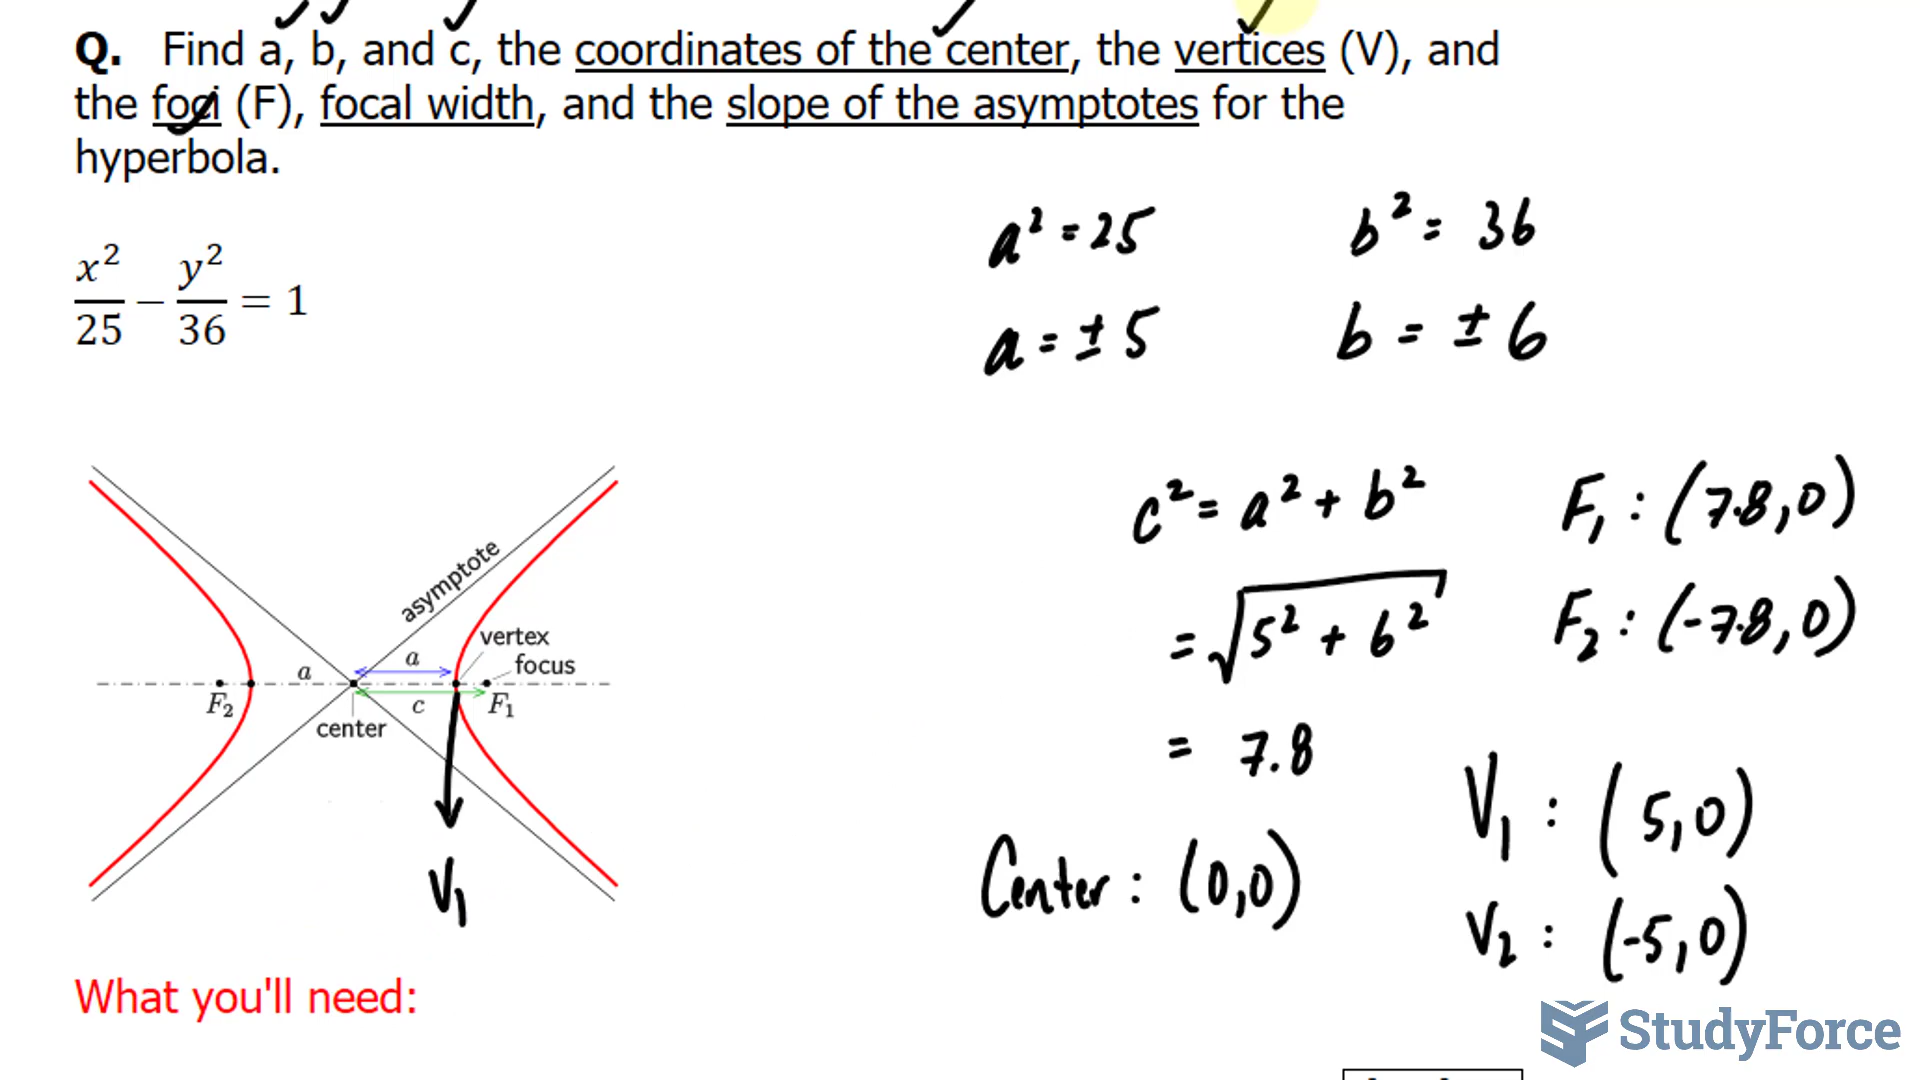 Q. Find a, b, and c, the coordinates of the center, the vertices (V), and
the foci (F), focal width, and the slope of the asymptotes for the
hyperbola.
x²/25 − y²/36 = 1
a² = 25
b² = 36
a = ± 5
b = ± 6
c² = a² + b²
= √5² + 6²
= 7.8
F₁ : (7.8, 0)
F₂ : (-7.8, 0)
Center : (0,0)
V₁ : (5,0)
V₂ : (-5,0)
asymptote
vertex
focus
a
a
F₂
c
F₁
center
V₁
What you'll need:
StudyForce